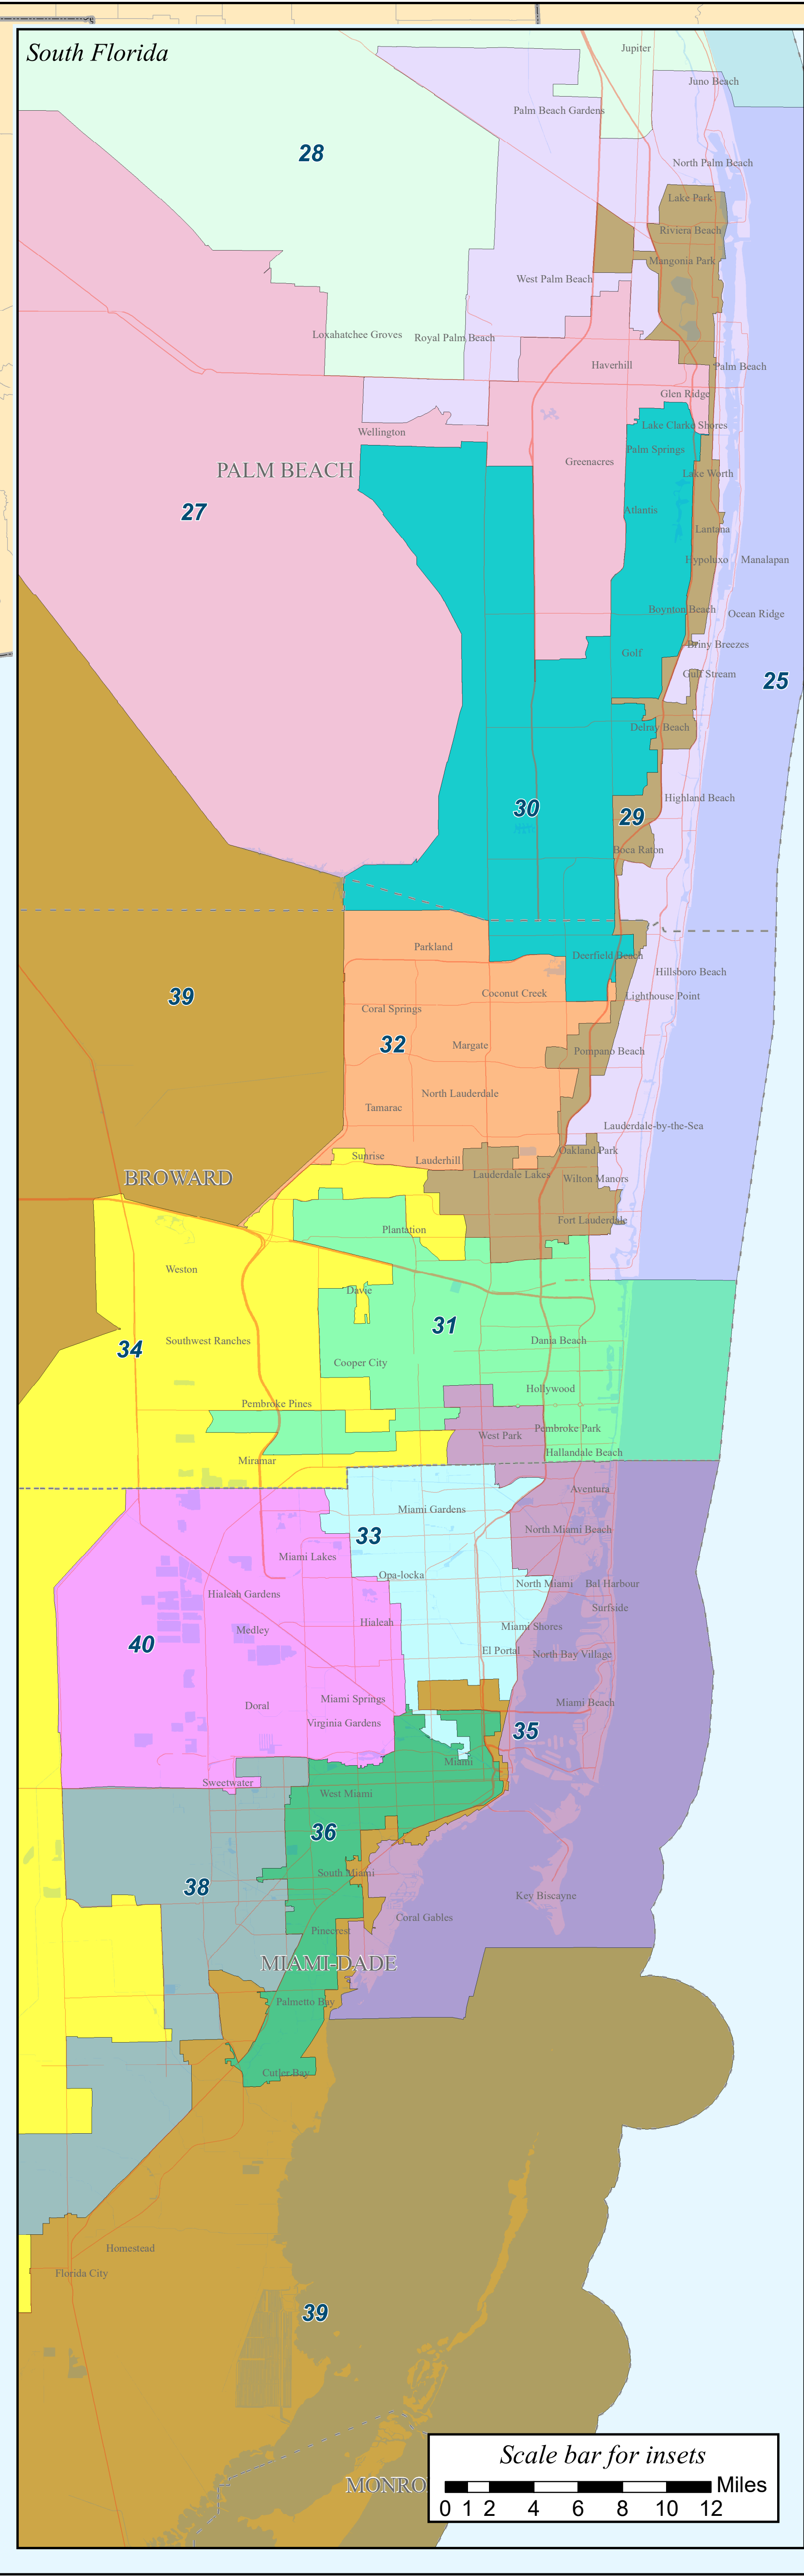 South Florida
Jupiter
Juno Beach
Palm Beach Gardens
28
North Palm Beach
Lake Park
Riviera Beach
Mangonia Park
West Palm Beach
Loxahatchee Groves
Royal Palm Beach
Haverhill
Palm Beach
Glen Ridge
Lake Clarke Shores
Wellington
Palm Springs
Greenacres
PALM BEACH
Lake Worth
27
Atlantis
Lantana
Hypoluxo
Manalapan
Boynton Beach
Ocean Ridge
Briny Breezes
Golf
Gulf Stream
25
Delray Beach
Highland Beach
30
29
Boca Raton
Parkland
Deerfield Beach
Hillsboro Beach
39
Coconut Creek
Lighthouse Point
Coral Springs
32
Margate
Pompano Beach
North Lauderdale
Tamarac
Lauderdale-by-the-Sea
Oakland Park
Sunrise
Lauderhill
BROWARD
Lauderdale Lakes
Wilton Manors
Fort Lauderdale
Plantation
Weston
Davie
31
34
Southwest Ranches
Dania Beach
Cooper City
Hollywood
Pembroke Pines
Pembroke Park
West Park
Hallandale Beach
Miramar
Aventura
Miami Gardens
33
North Miami Beach
Miami Lakes
Opa-locka
North Miami
Bal Harbour
Hialeah Gardens
Surfside
Hialeah
Miami Shores
Medley
40
El Portal
North Bay Village
Miami Springs
Miami Beach
Doral
Virginia Gardens
35
Miami
Sweetwater
West Miami
36
South Miami
38
Key Biscayne
Coral Gables
Pinecrest
MIAMI-DADE
Palmetto Bay
Cutler Bay
Homestead
Florida City
39
Scale bar for insets
MONRO
Miles
0 1 2 4 6 8 10 12